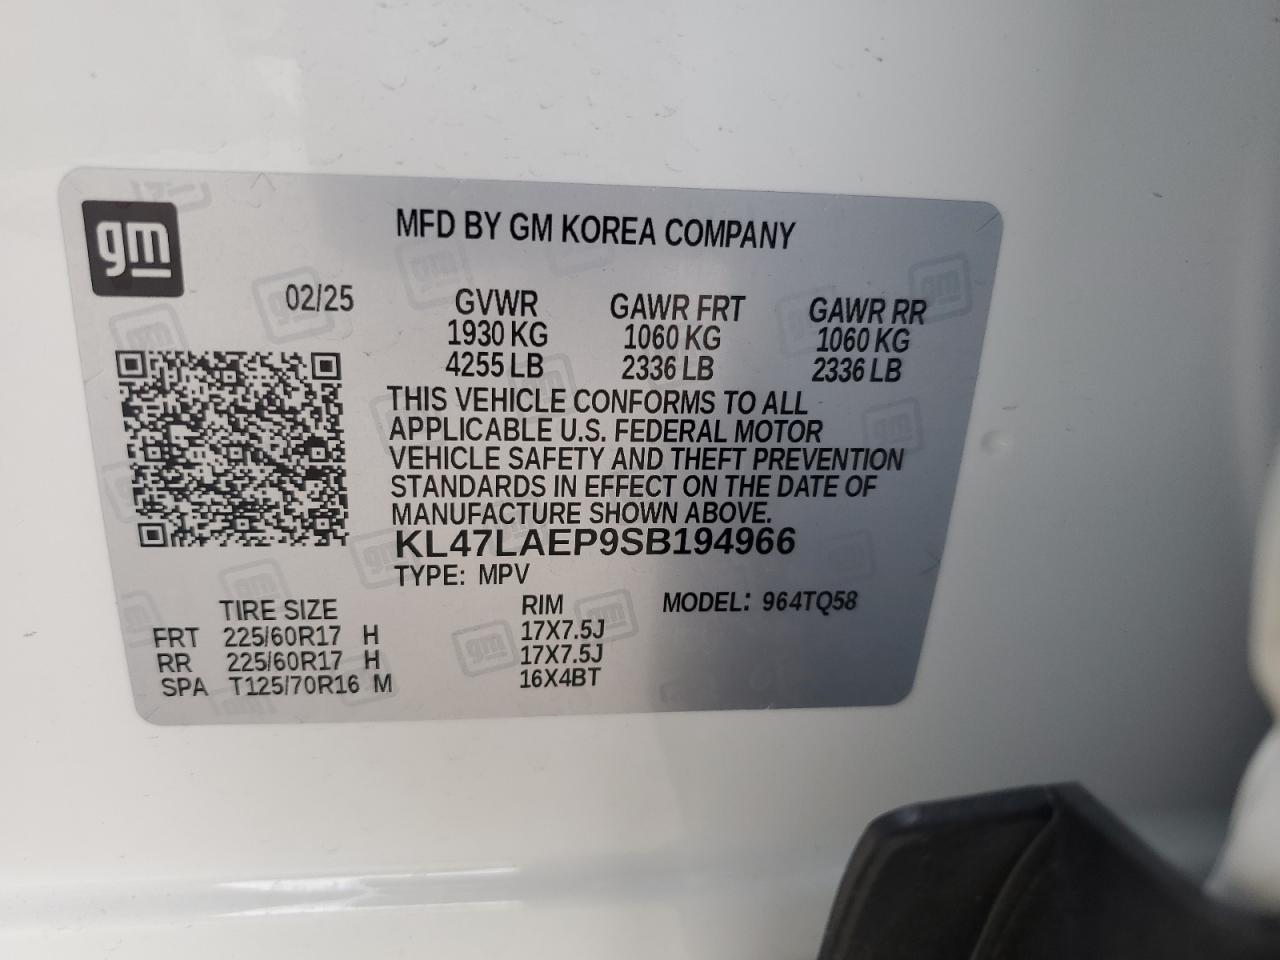 gm
MFD BY GM KOREA COMPANY
02/25 GVWR GAWR FRT GAWR RR
1930 KG 1060 KG 1060 KG
4255 LB 2336 LB 2336 LB
THIS VEHICLE CONFORMS TO ALL
APPLICABLE U.S. FEDERAL MOTOR
VEHICLE SAFETY AND THEFT PREVENTION
STANDARDS IN EFFECT ON THE DATE OF
MANUFACTURE SHOWN ABOVE.
KL47LAEP9SB194966
TYPE: MPV
TIRE SIZE RIM MODEL: 964TQ58
FRT 225/60R17 H 17X7.5J
RR 225/60R17 H 17X7.5J
SPA T125/70R16 M 16X4BT